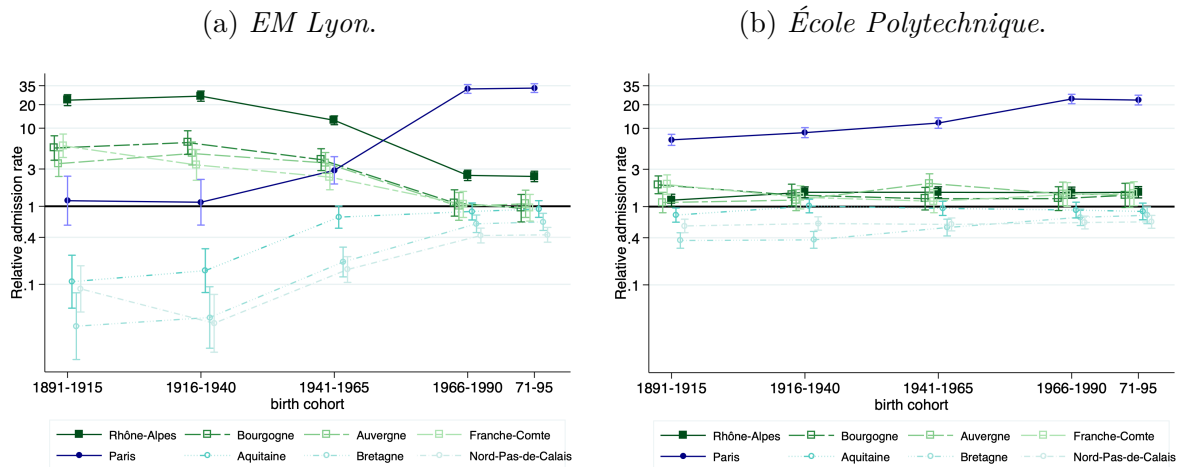 (a) EM Lyon.
Relative admission rate
35
20
10
3
1
.4
.1
1891-1915 1916-1940 1941-1965 1966-1990 71-95
birth cohort
Rhône-Alpes Bourgogne Auvergne Franche-Comte
Paris Aquitaine Bretagne Nord-Pas-de-Calais
(b) École Polytechnique.
Relative admission rate
35
20
10
3
1
.4
.1
1891-1915 1916-1940 1941-1965 1966-1990 71-95
birth cohort
Rhône-Alpes Bourgogne Auvergne Franche-Comte
Paris Aquitaine Bretagne Nord-Pas-de-Calais